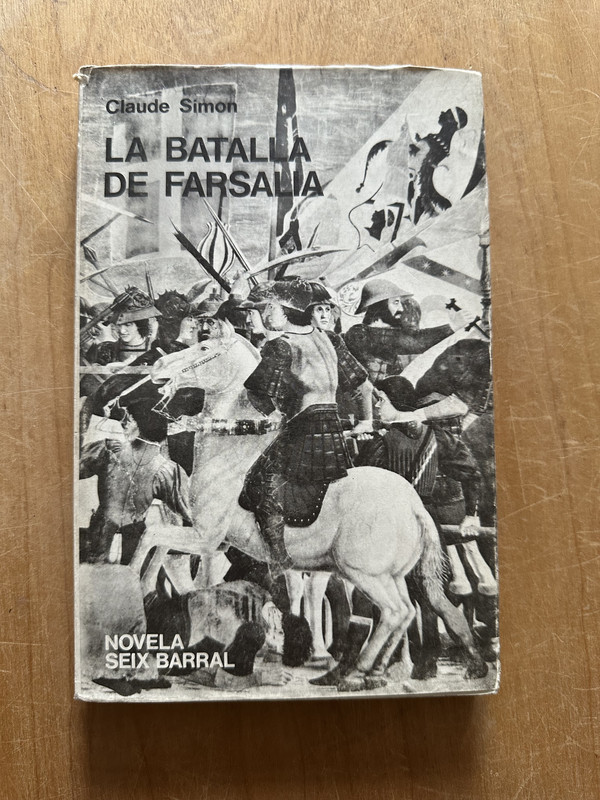 Claude Simon
LA BATALLA
DE FARSALIA
NOVELA
SEIX BARRAL